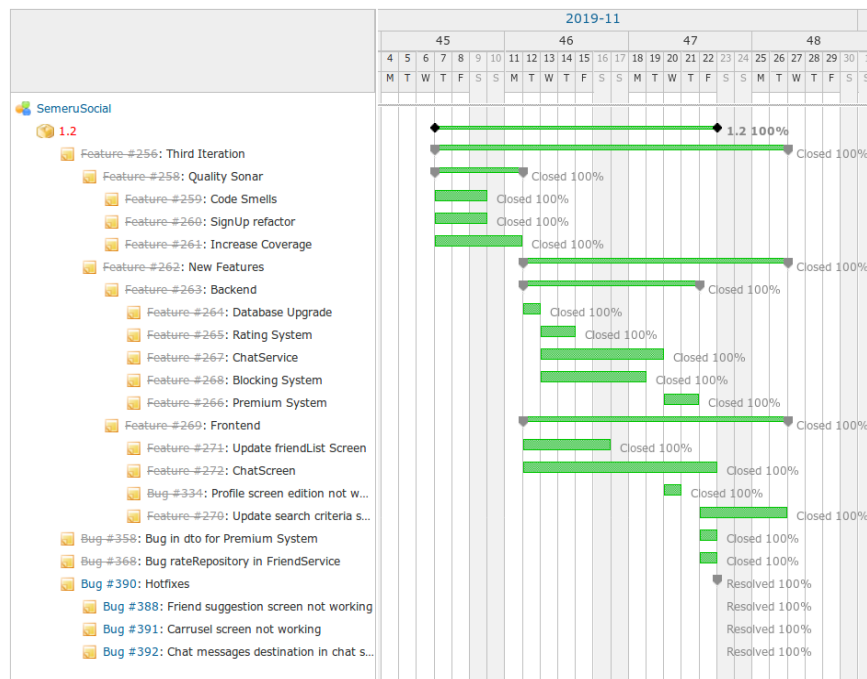 2019-11
45 46 47 48
4 5 6 7 8 9 10 11 12 13 14 15 16 17 18 19 20 21 22 23 24 25 26 27 28 29 30
M T W T F S S M T W T F S S M T W T F S S M T W T F S
SemeruSocial
1.2 1.2 100%
Feature #256: Third Iteration Closed 100%
Feature #258: Quality Sonar Closed 100%
Feature #259: Code Smells Closed 100%
Feature #260: SignUp refactor Closed 100%
Feature #261: Increase Coverage Closed 100%
Feature #262: New Features Closed 100%
Feature #263: Backend Closed 100%
Feature #264: Database Upgrade Closed 100%
Feature #265: Rating System Closed 100%
Feature #267: ChatService Closed 100%
Feature #268: Blocking System Closed 100%
Feature #266: Premium System Closed 100%
Feature #269: Frontend Closed 100%
Feature #271: Update friendList Screen Closed 100%
Feature #272: ChatScreen Closed 100%
Bug #334: Profile screen edition not w... Closed 100%
Feature #270: Update search criteria s... Closed 100%
Bug #358: Bug in dto for Premium System Closed 100%
Bug #368: Bug rateRepository in FriendService Closed 100%
Bug #390: Hotfixes Resolved 100%
Bug #388: Friend suggestion screen not working Resolved 100%
Bug #391: Carrusel screen not working Resolved 100%
Bug #392: Chat messages destination in chat s... Resolved 100%